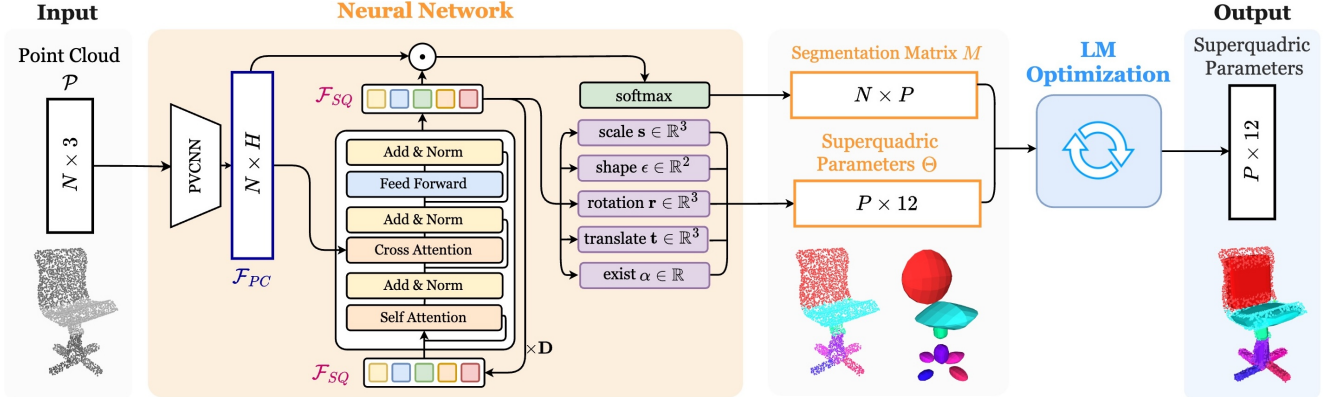 Input
Neural Network
Output
Point Cloud
𝒫
N × 3
PVCNN
N × H
ℱ_PC
ℱ_SQ
Add & Norm
Feed Forward
Add & Norm
Cross Attention
Add & Norm
Self Attention
ℱ_SQ
×D
softmax
scale s ∈ ℝ³
shape ϵ ∈ ℝ²
rotation r ∈ ℝ³
translate t ∈ ℝ³
exist α ∈ ℝ
Segmentation Matrix M
N × P
Superquadric
Parameters Θ
P × 12
LM
Optimization
Superquadric
Parameters
P × 12